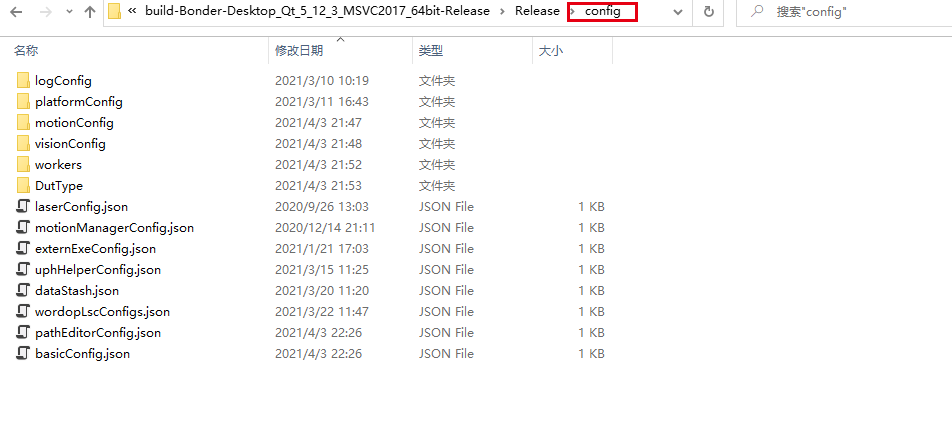 « build-Bonder-Desktop_Qt_5_12_3_MSVC2017_64bit-Release › Release › config 搜索"config"
名称 修改日期 类型 大小
logConfig 2021/3/10 10:19 文件夹
platformConfig 2021/3/11 16:43 文件夹
motionConfig 2021/4/3 21:47 文件夹
visionConfig 2021/4/3 21:48 文件夹
workers 2021/4/3 21:52 文件夹
DutType 2021/4/3 21:53 文件夹
laserConfig.json 2020/9/26 13:03 JSON File 1 KB
motionManagerConfig.json 2020/12/14 21:11 JSON File 1 KB
externExeConfig.json 2021/1/21 17:03 JSON File 1 KB
uphHelperConfig.json 2021/3/15 11:25 JSON File 1 KB
dataStash.json 2021/3/20 11:20 JSON File 1 KB
wordopLscConfigs.json 2021/3/22 11:47 JSON File 1 KB
pathEditorConfig.json 2021/4/3 22:26 JSON File 1 KB
basicConfig.json 2021/4/3 22:26 JSON File 1 KB